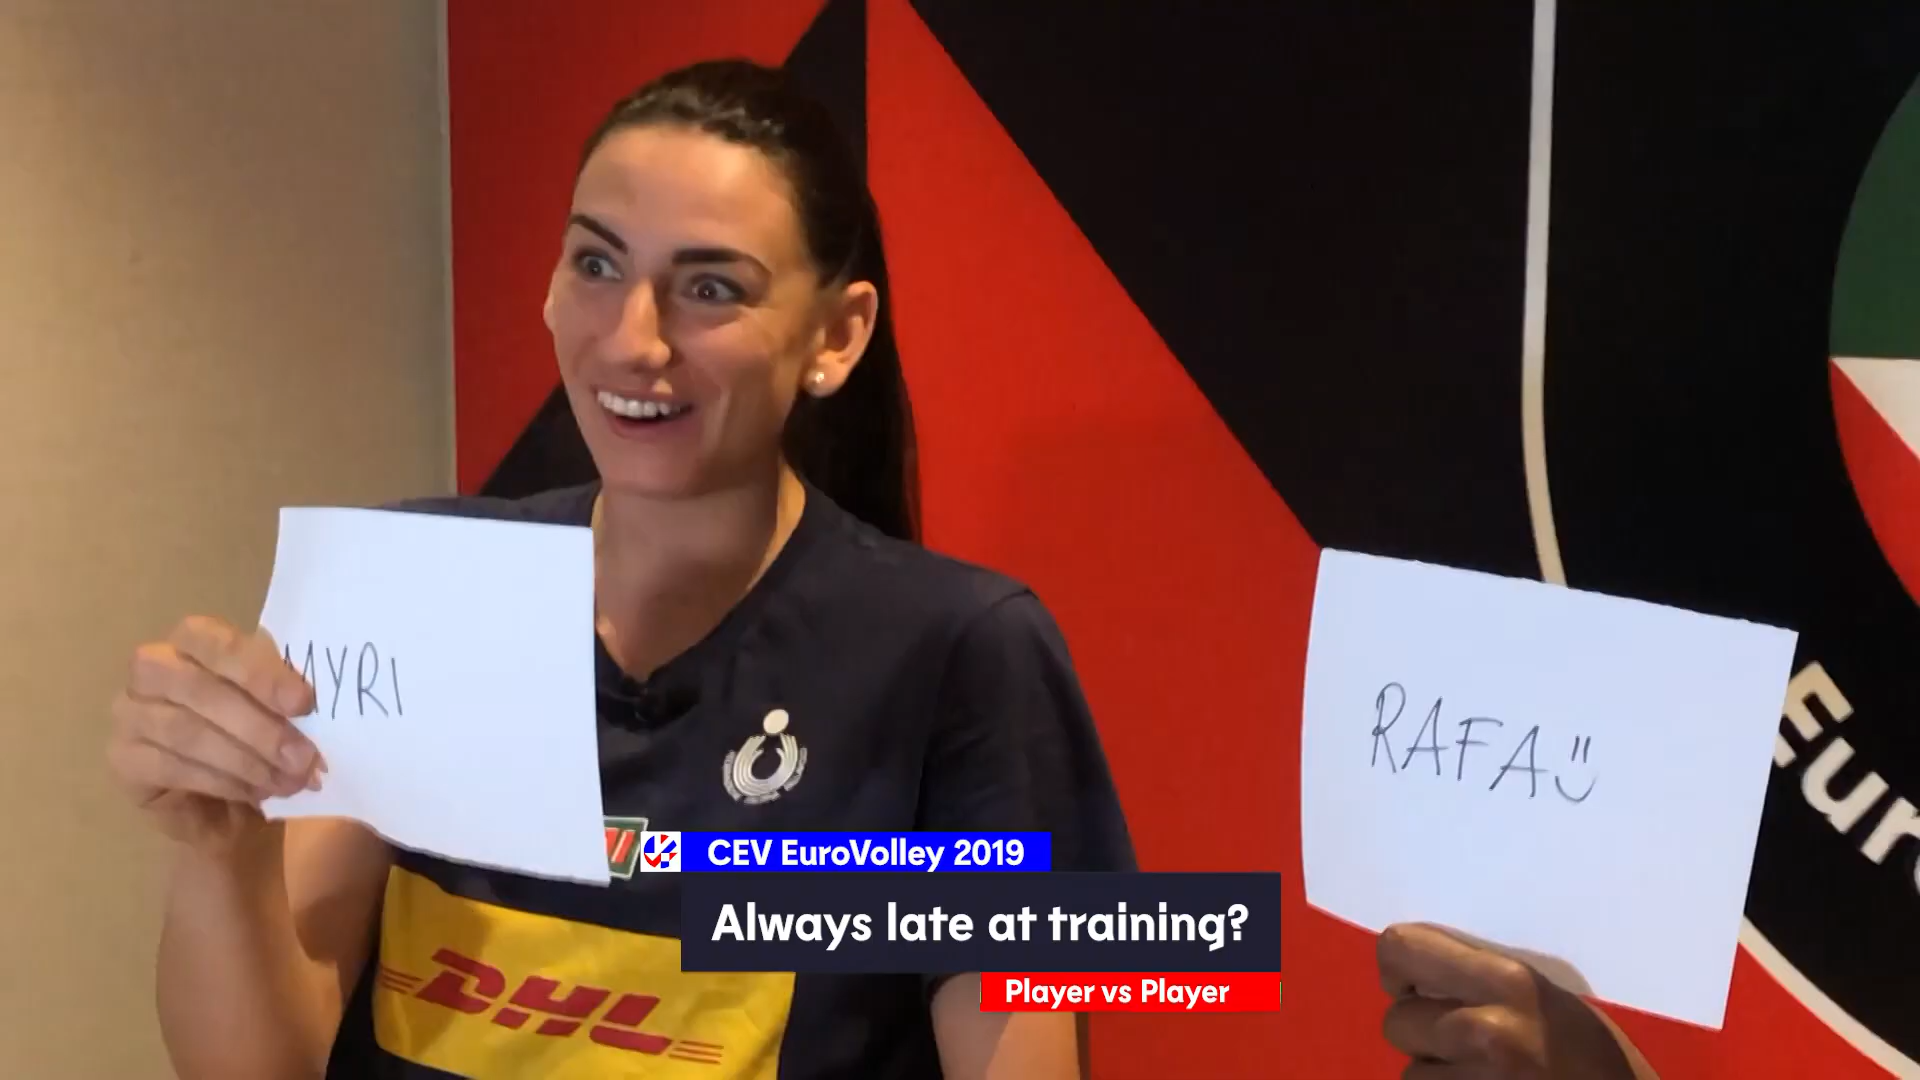 MYRI
RAFA
CEV EuroVolley 2019
Always late at training?
Player vs Player
DHL
Eur